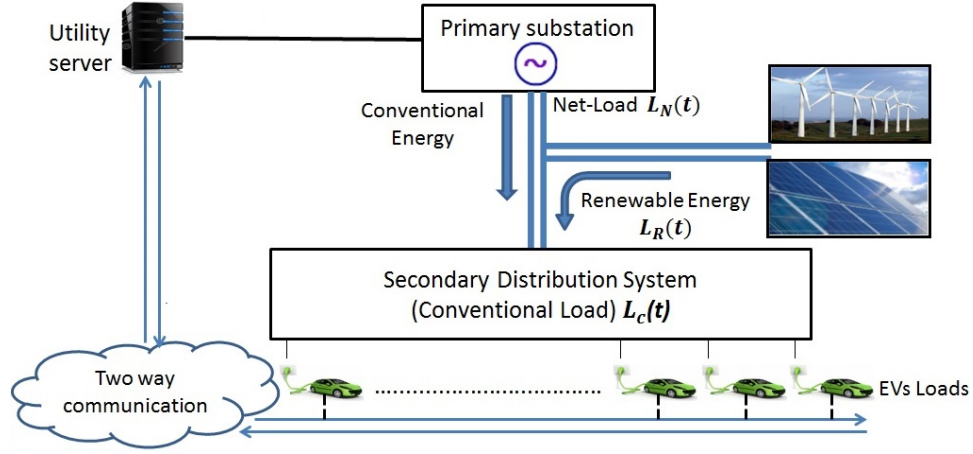 Utility
server
Primary substation
~
Conventional
Energy
Net-Load L_N(t)
Renewable Energy
L_R(t)
Secondary Distribution System
(Conventional Load) L_C(t)
Two way
communication
EVs Loads